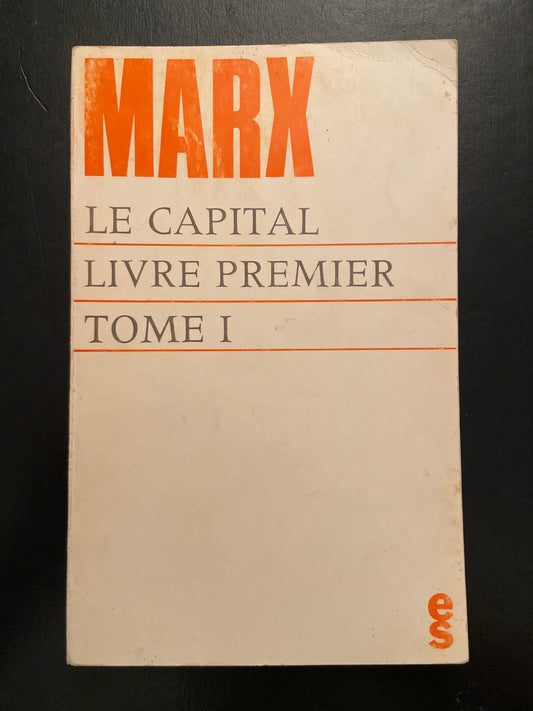 MARX
LE CAPITAL
LIVRE PREMIER
TOME I
es